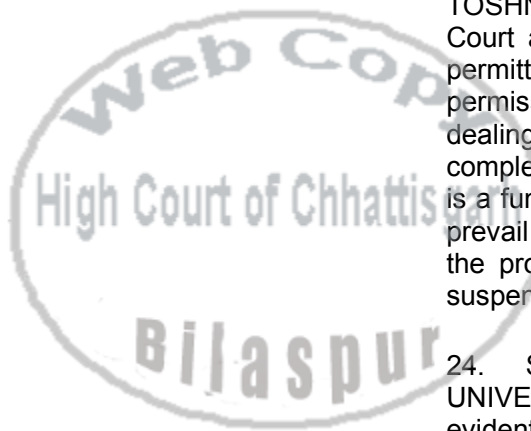 Web Copy
High Court of Chhattisgarh
Bilaspur
TOSHN
Court a
permitt
permis
dealing
comple
is a fur
prevail
the pro
suspen
24. S
UNIVE
evident